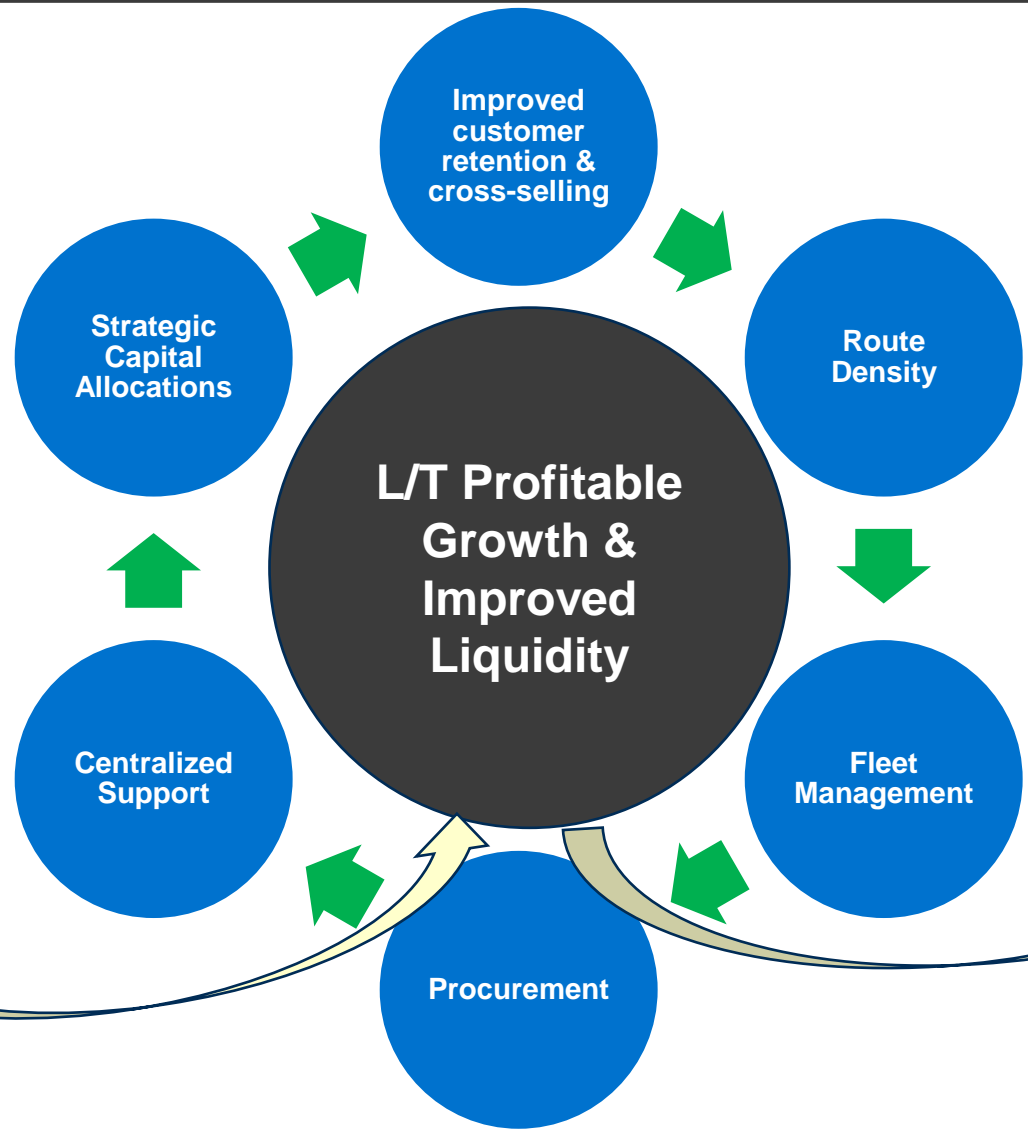 Improved
customer
retention &
cross-selling
Route
Density
Fleet
Management
Procurement
Centralized
Support
Strategic
Capital
Allocations
L/T Profitable
Growth &
Improved
Liquidity